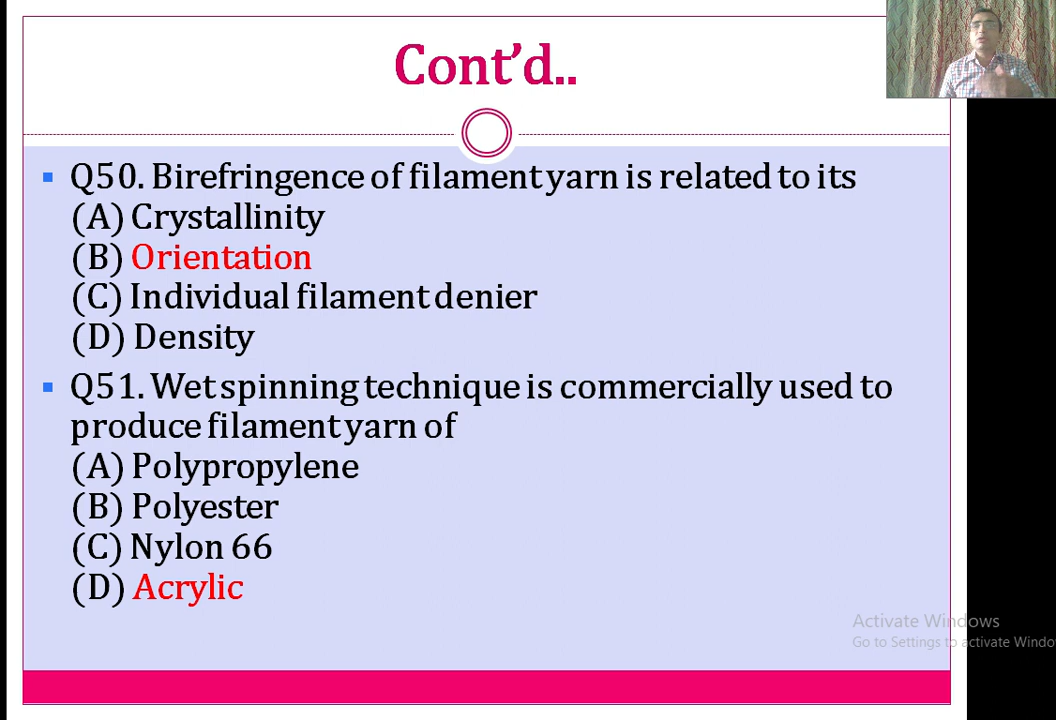 Cont’d..
Q50. Birefringence of filament yarn is related to its
(A) Crystallinity
(B) Orientation
(C) Individual filament denier
(D) Density
Q51. Wet spinning technique is commercially used to
produce filament yarn of
(A) Polypropylene
(B) Polyester
(C) Nylon 66
(D) Acrylic
Activate Windows
Go to Settings to activate Windo